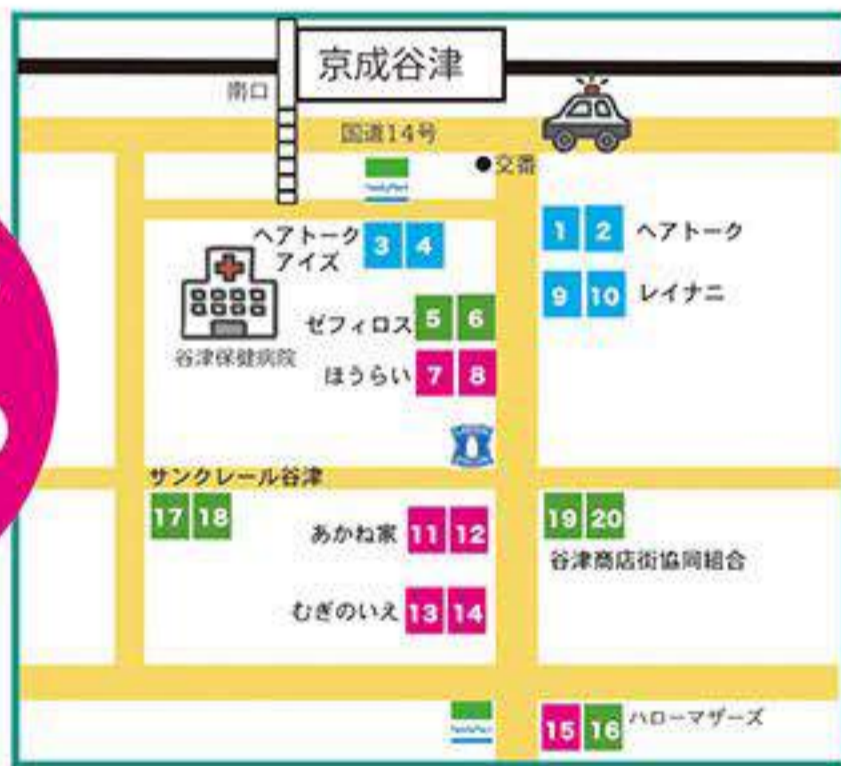 京成谷津
南口
国道14号
FamilyMart
●交番
ヘアトーク
アイズ
3 4
1 2 ヘアトーク
9 10 レイナニ
ゼフィロス 5 6
谷津保健病院
ほうらい 7 8
サンクレール谷津
17 18
あかね家 11 12
19 20
谷津商店街協同組合
むぎのいえ 13 14
FamilyMart
15 16 ハローマザーズ